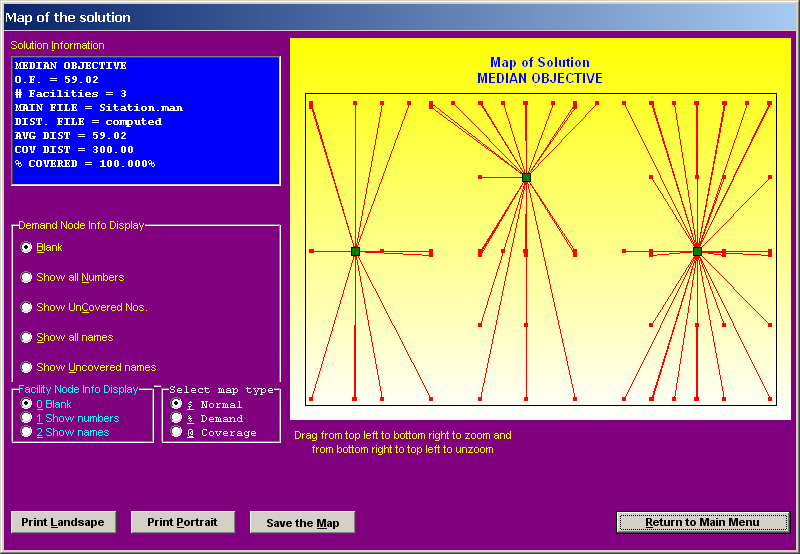 Map of the solution
Solution Information
MEDIAN OBJECTIVE
O.F. = 59.02
# Facilities = 3
MAIN FILE = Sitation.man
DIST. FILE = computed
AVG DIST = 59.02
COV DIST = 300.00
% COVERED = 100.000%
Demand Node Info Display
Blank
Show all Numbers
Show UnCovered Nos.
Show all names
Show Uncovered names
Facility Node Info Display
0 Blank
1 Show numbers
2 Show names
Select map type
$ Normal
% Demand
@ Coverage
Map of Solution
MEDIAN OBJECTIVE
Drag from top left to bottom right to zoom and
from bottom right to top left to unzoom
Print Landsape
Print Portrait
Save the Map
Return to Main Menu